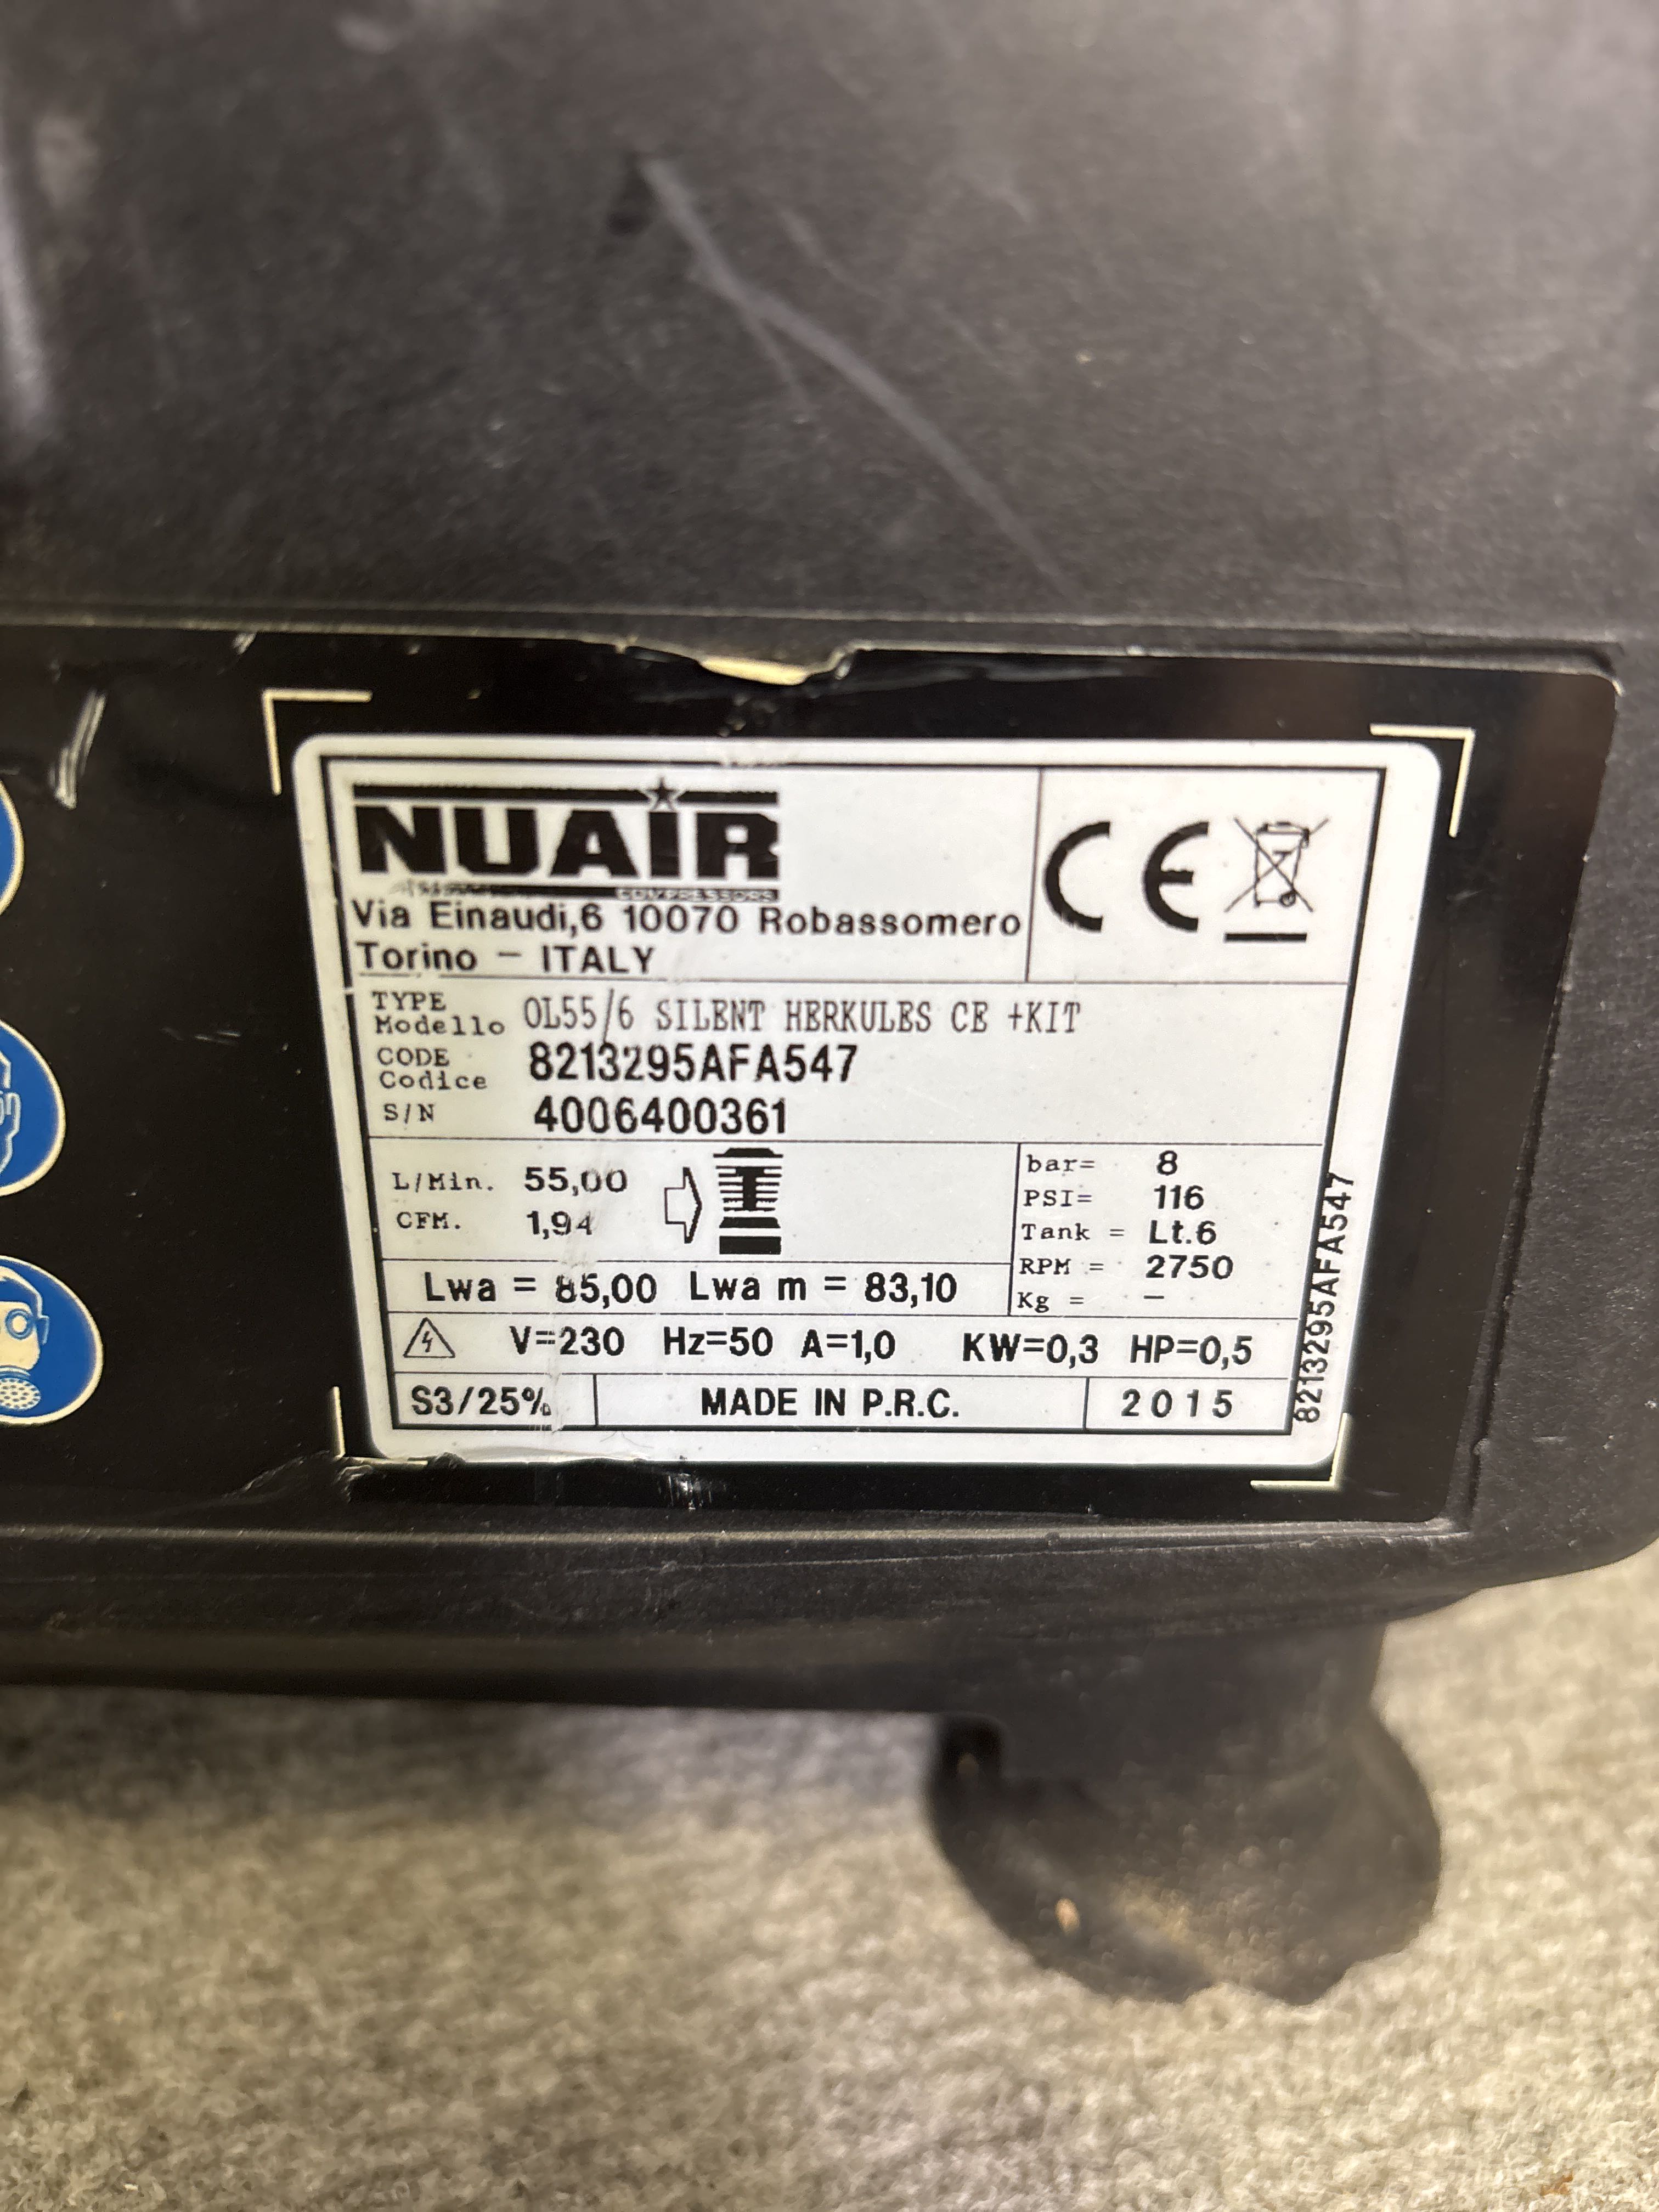 NUAIR
COMPRESSORS
Via Einaudi,6 10070 Robassomero
Torino - ITALY
CE
TYPE
Modello OL55/6 SILENT HERKULES CE +KIT
CODE
Codice 8213295AFA547
S/N 4006400361
L/Min. 55,00
CFM. 1,94
bar= 8
PSI= 116
Tank = Lt.6
RPM = 2750
Kg = -
Lwa = 85,00 Lwa m = 83,10
V=230 Hz=50 A=1,0 KW=0,3 HP=0,5
S3/25% MADE IN P.R.C. 2015
8213295AFA547